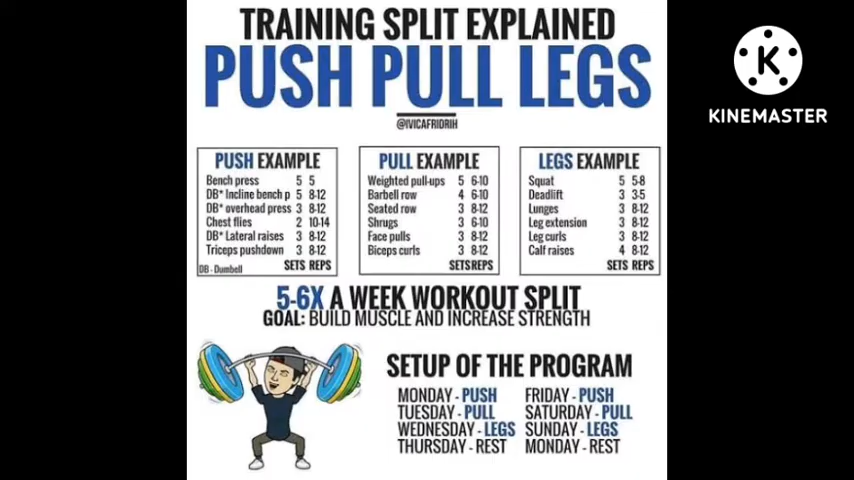 TRAINING SPLIT EXPLAINED
PUSH PULL LEGS
@IVICAFRIDRIH
K
KINEMASTER
PUSH EXAMPLE
Bench press 5 5
DB* Incline bench p 5 8-12
DB* overhead press 3 8-12
Chest flies 2 10-14
DB* Lateral raises 3 8-12
Triceps pushdown 3 8-12
SETS REPS
DB - Dumbell
PULL EXAMPLE
Weighted pull-ups 5 6-10
Barbell row 4 6-10
Seated row 3 8-12
Shrugs 3 6-10
Face pulls 3 8-12
Biceps curls 3 8-12
SETS REPS
LEGS EXAMPLE
Squat 5 5-8
Deadlift 3 3-5
Lunges 3 8-12
Leg extension 3 8-12
Leg curls 3 8-12
Calf raises 4 8-12
SETS REPS
5-6X A WEEK WORKOUT SPLIT
GOAL: BUILD MUSCLE AND INCREASE STRENGTH
SETUP OF THE PROGRAM
MONDAY - PUSH
TUESDAY - PULL
WEDNESDAY - LEGS
THURSDAY - REST
FRIDAY - PUSH
SATURDAY - PULL
SUNDAY - LEGS
MONDAY - REST